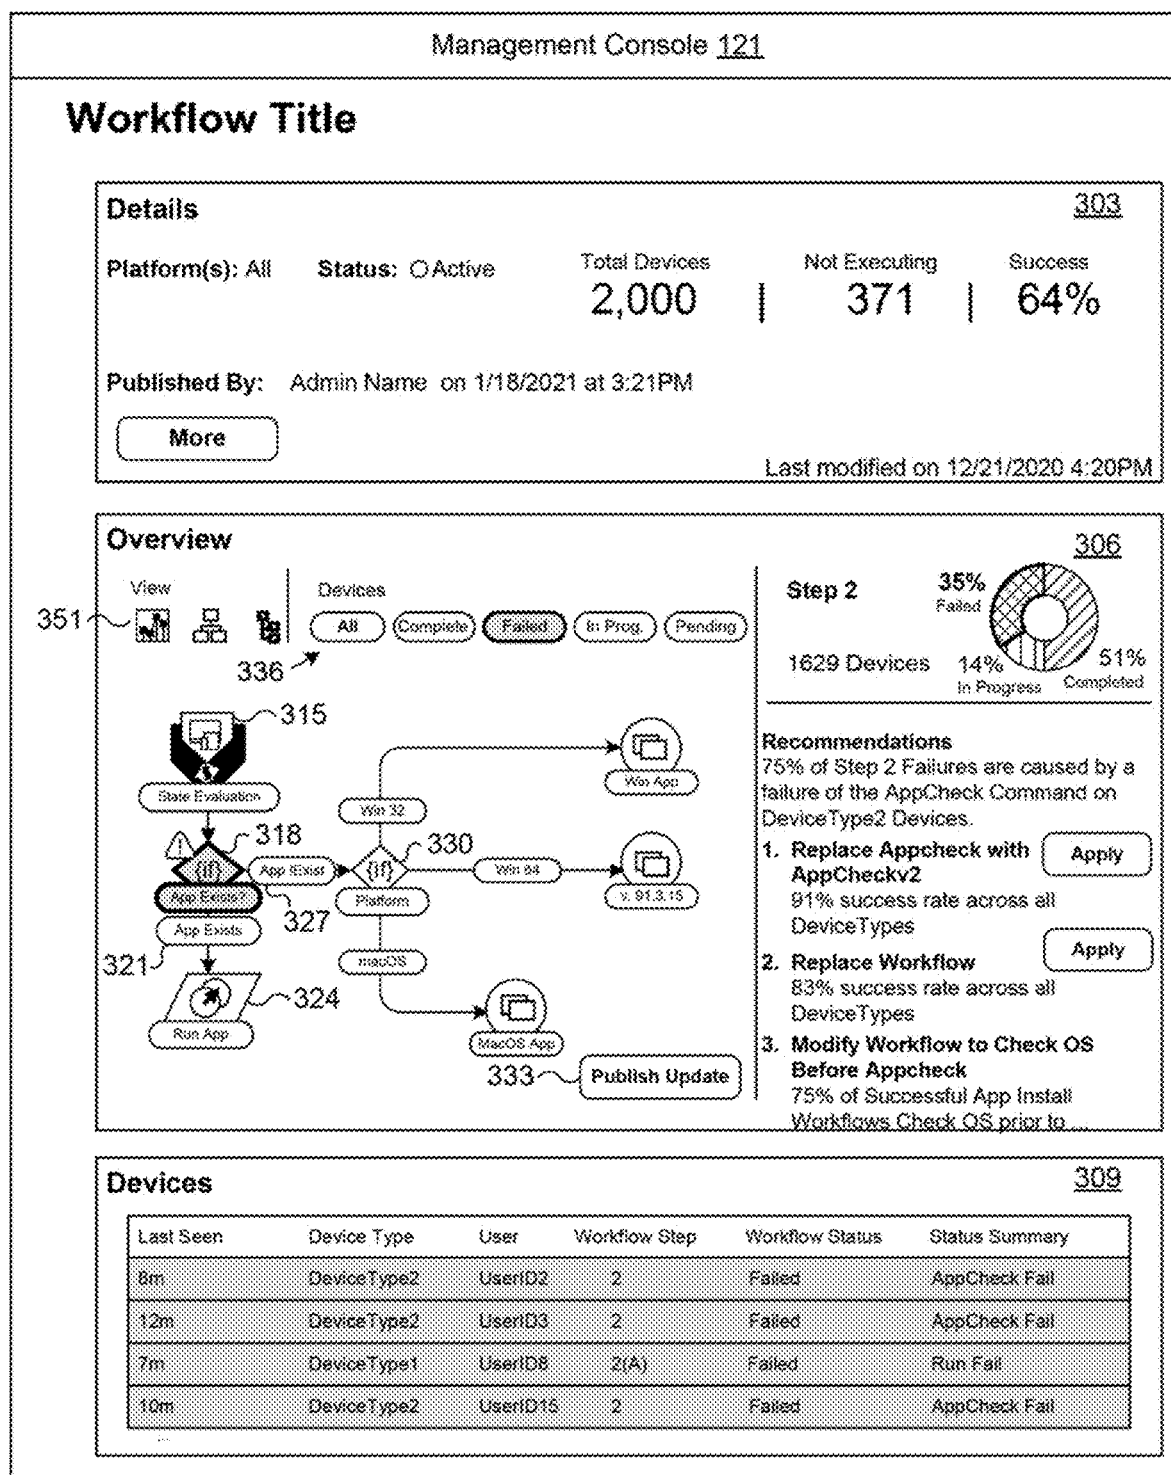 Management Console 121
Workflow Title
Details
303
Platform(s): All
Status: Active
Total Devices
2,000
|
Not Executing
371
|
Success
64%
Published By: Admin Name on 1/18/2021 at 3:21PM
More
Last modified on 12/21/2020 4:20PM
Overview
306
View
351
Devices
All
Complete
Failed
In Prog.
Pending
336
315
State Evaluation
318
{if}
App Exists?
App !Exist
327
330
{if}
Platform
Win 32
Win App
Win 64
v. 91.3.15
321
App Exists
324
Run App
macOS
MacOS App
333
Publish Update
Step 2
1629 Devices
35%
Failed
14%
In Progress
51%
Completed
Recommendations
75% of Step 2 Failures are caused by a
failure of the AppCheck Command on
DeviceType2 Devices.
1. Replace Appcheck with
AppCheckv2
Apply
91% success rate across all
DeviceTypes
2. Replace Workflow
Apply
83% success rate across all
DeviceTypes
3. Modify Workflow to Check OS
Before Appcheck
75% of Successful App Install
Workflows Check OS prior to ...
Devices
309
Last Seen Device Type User Workflow Step Workflow Status Status Summary
8m DeviceType2 UserID2 2 Failed AppCheck Fail
12m DeviceType2 UserID3 2 Failed AppCheck Fail
7m DeviceType1 UserID8 2(A) Failed Run Fail
10m DeviceType2 UserID15 2 Failed AppCheck Fail
...